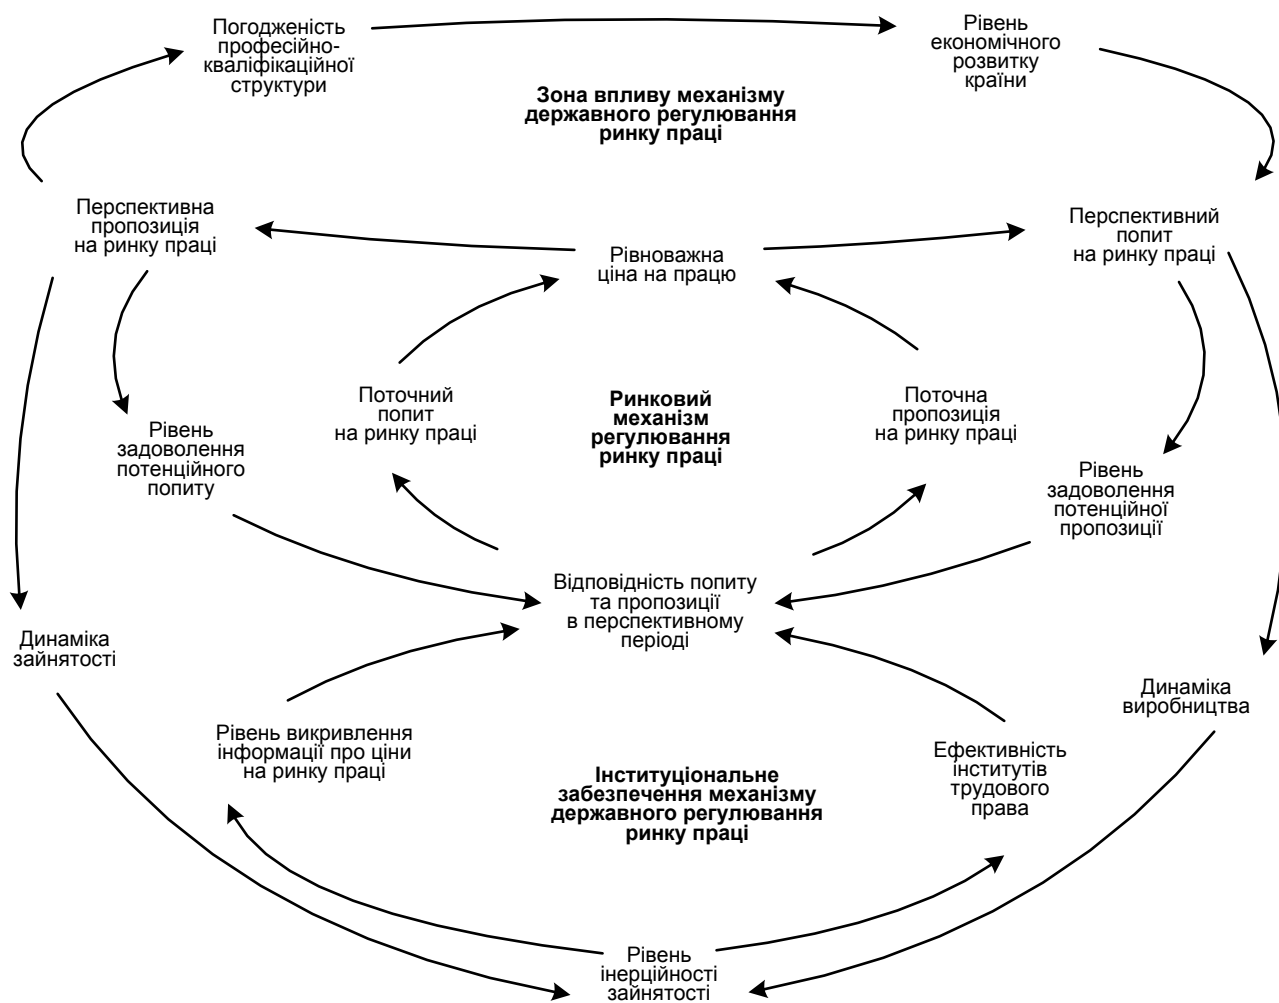 Погодженість
професійно-
кваліфікаційної
структури
Рівень
економічного
розвитку
країни
Зона впливу механізму
державного регулювання
ринку праці
Перспективна
пропозиція
на ринку праці
Рівноважна
ціна на працю
Перспективний
попит
на ринку праці
Поточний
попит
на ринку праці
Ринковий
механізм
регулювання
ринку праці
Поточна
пропозиція
на ринку праці
Рівень
задоволення
потенційного
попиту
Рівень
задоволення
потенційної
пропозиції
Відповідність попиту
та пропозиції
в перспективному
періоді
Динаміка
зайнятості
Динаміка
виробництва
Рівень викривлення
інформації про ціни
на ринку праці
Інституціональне
забезпечення механізму
державного регулювання
ринку праці
Ефективність
інститутів
трудового
права
Рівень
інерційності
зайнятості